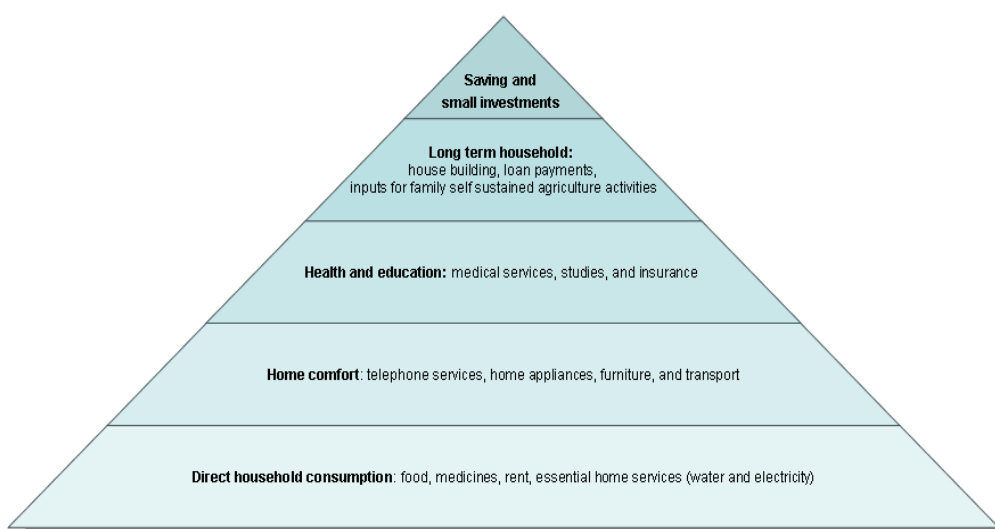 Saving and
small investments
Long term household:
house building, loan payments,
inputs for family self sustained agriculture activities
Health and education: medical services, studies, and insurance
Home comfort: telephone services, home appliances, furniture, and transport
Direct household consumption: food, medicines, rent, essential home services (water and electricity)